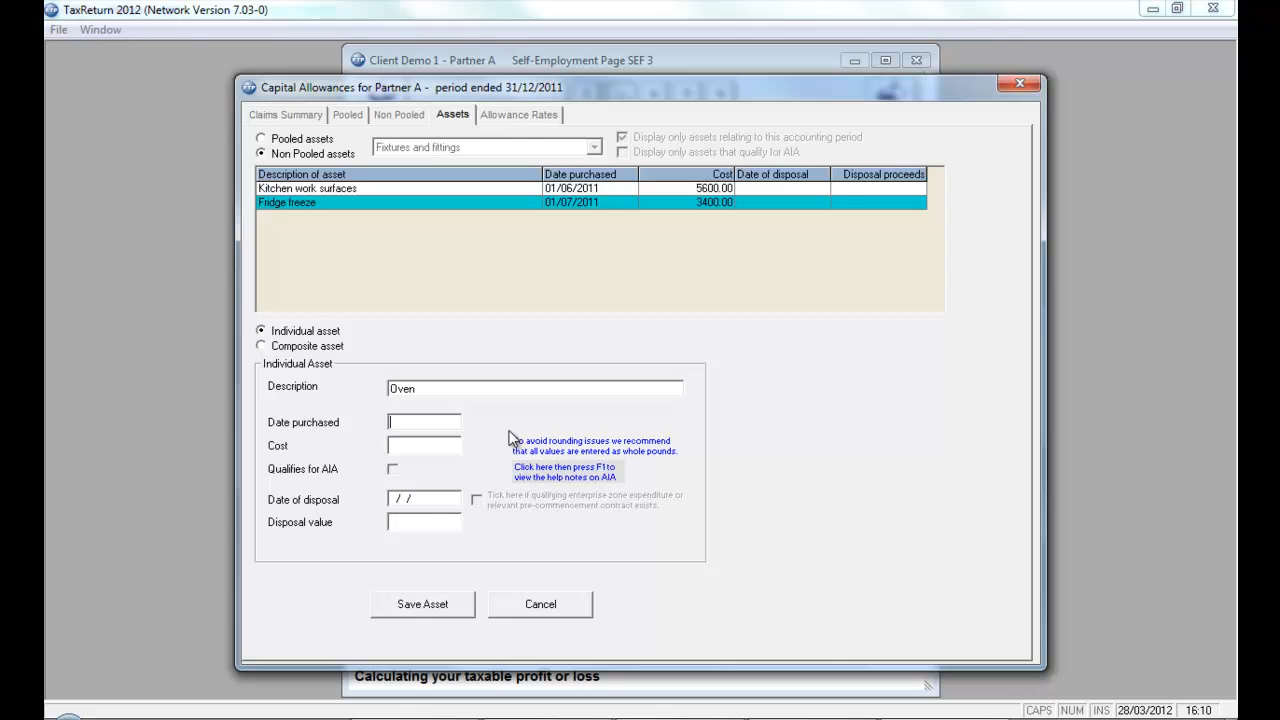 TaxReturn 2012 (Network Version 7.03-0)
File Window
Client Demo 1 - Partner A Self-Employment Page SEF 3
Capital Allowances for Partner A - period ended 31/12/2011
Claims Summary Pooled Non Pooled Assets Allowance Rates
Pooled assets
Non Pooled assets
Fixtures and fittings
Display only assets relating to this accounting period
Display only assets that qualify for AIA
Description of asset Date purchased Cost Date of disposal Disposal proceeds
Kitchen work surfaces 01/06/2011 5600.00
Fridge freeze 01/07/2011 3400.00
Individual asset
Composite asset
Individual Asset
Description Oven
Date purchased
Cost
avoid rounding issues we recommend
that all values are entered as whole pounds.
Qualifies for AIA
Click here then press F1 to
view the help notes on AIA
Date of disposal / /
Tick here if qualifying enterprise zone expenditure or
relevant pre-commencement contract exists.
Disposal value
Save Asset Cancel
Calculating your taxable profit or loss
CAPS NUM INS 28/03/2012 16:10